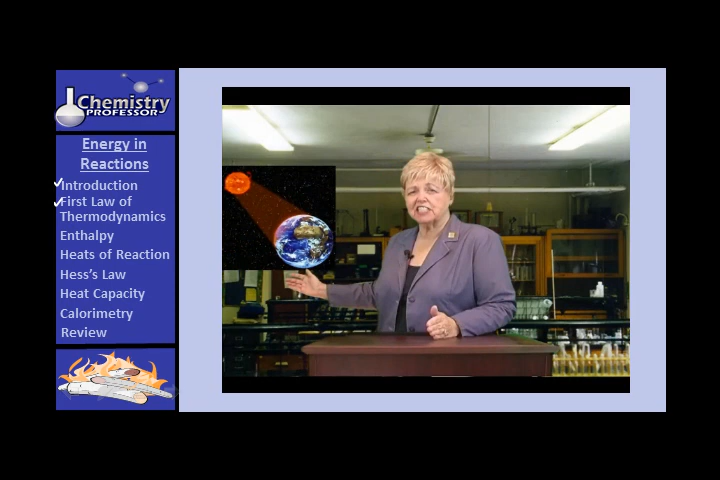 Chemistry
PROFESSOR
Energy in
Reactions
Introduction
First Law of
Thermodynamics
Enthalpy
Heats of Reaction
Hess's Law
Heat Capacity
Calorimetry
Review